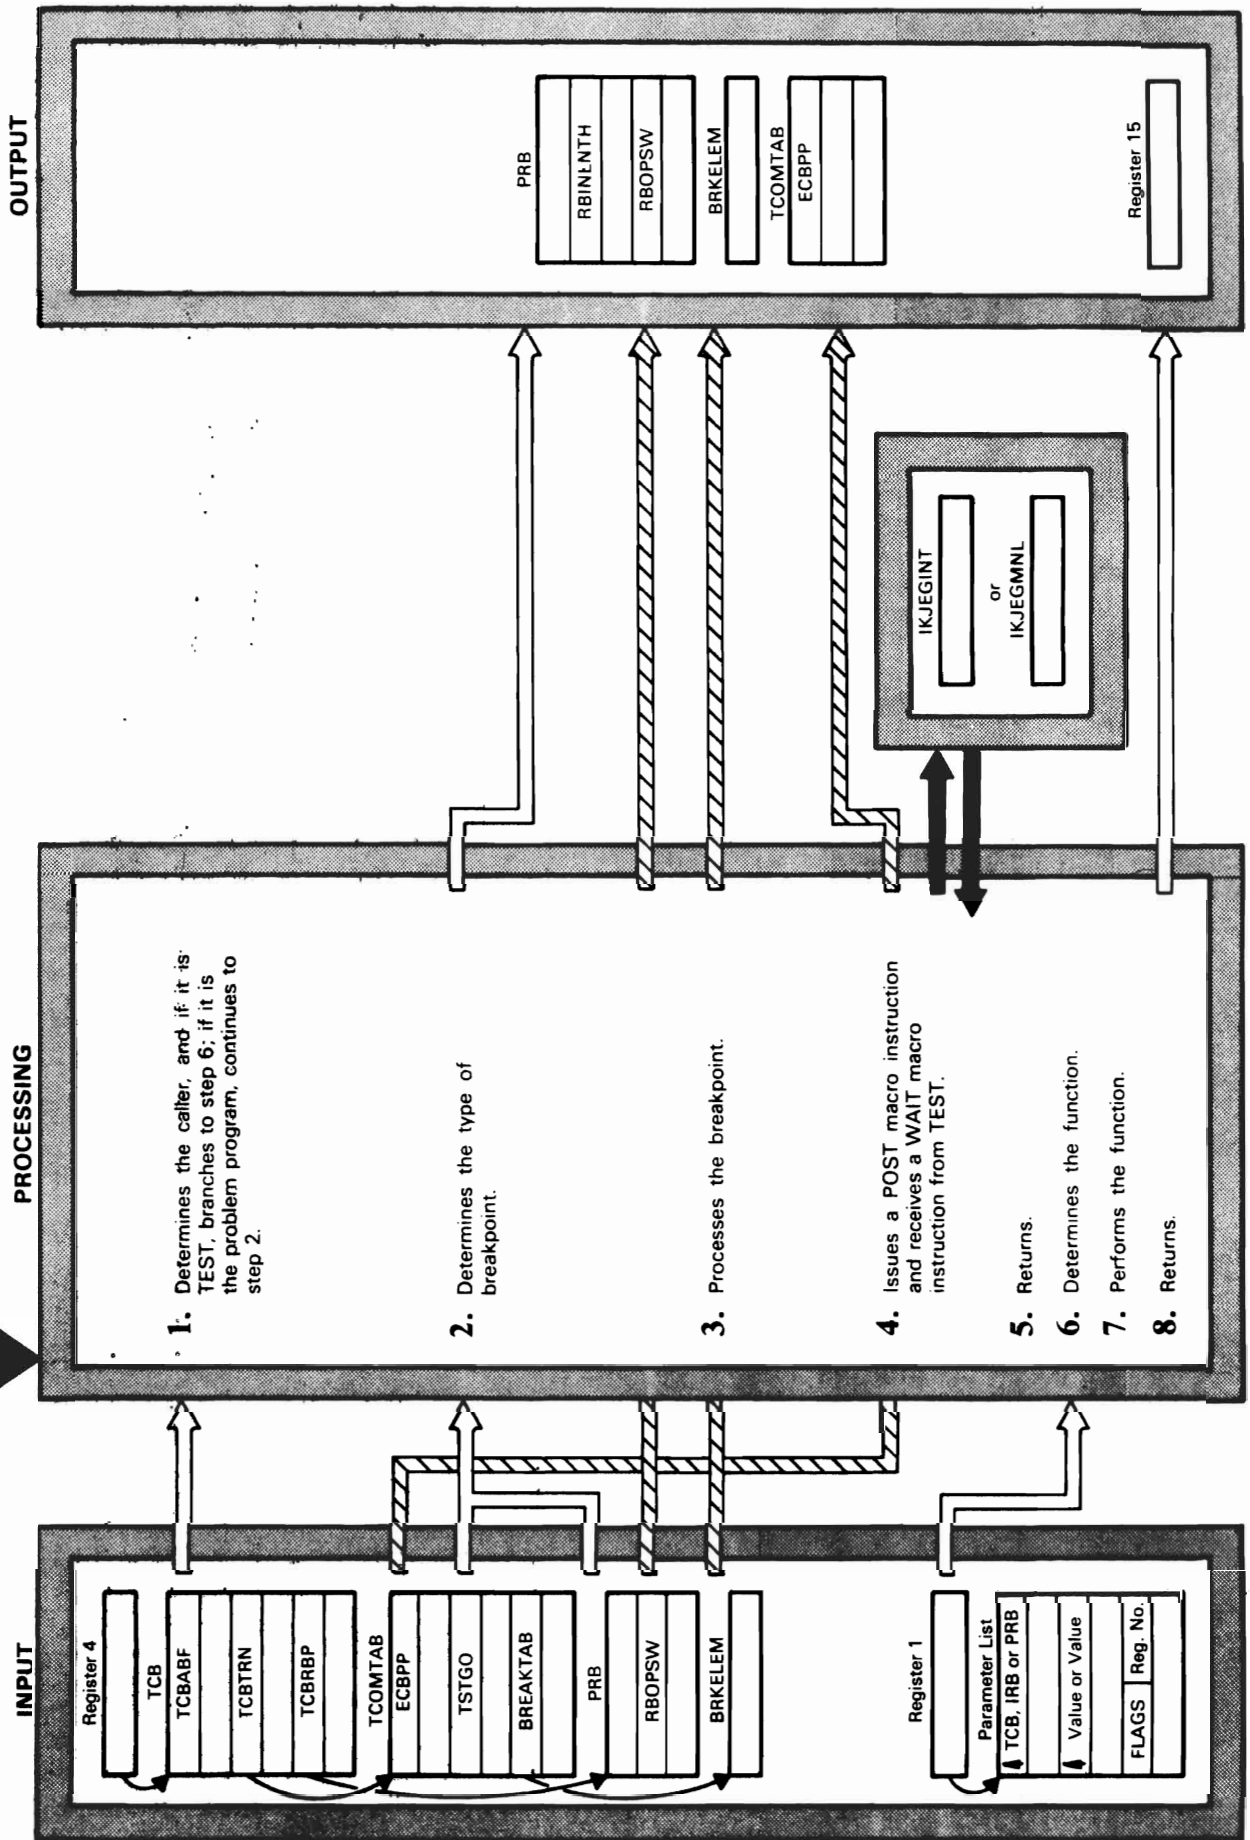 INPUT
Register 4
TCB
TCBABF
TCBTRN
TCBRBP
TCOMTAB
ECBPP
TSTGO
BREAKTAB
PRB
RBOPSW
BRKELEM
Register 1
Parameter List
TCB, IRB or PRB
Value or Value
FLAGS Reg. No.
PROCESSING
1. Determines the caller, and if it is
TEST, branches to step 6; if it is
the problem program, continues to
step 2.
2. Determines the type of
breakpoint.
3. Processes the breakpoint.
4. Issues a POST macro instruction
and receives a WAIT macro
instruction from TEST.
5. Returns.
6. Determines the function.
7. Performs the function.
8. Returns.
IKJEGINT
or
IKJEGMNL
OUTPUT
PRB
RBINLNTH
RBOPSW
BRKELEM
TCOMTAB
ECBPP
Register 15